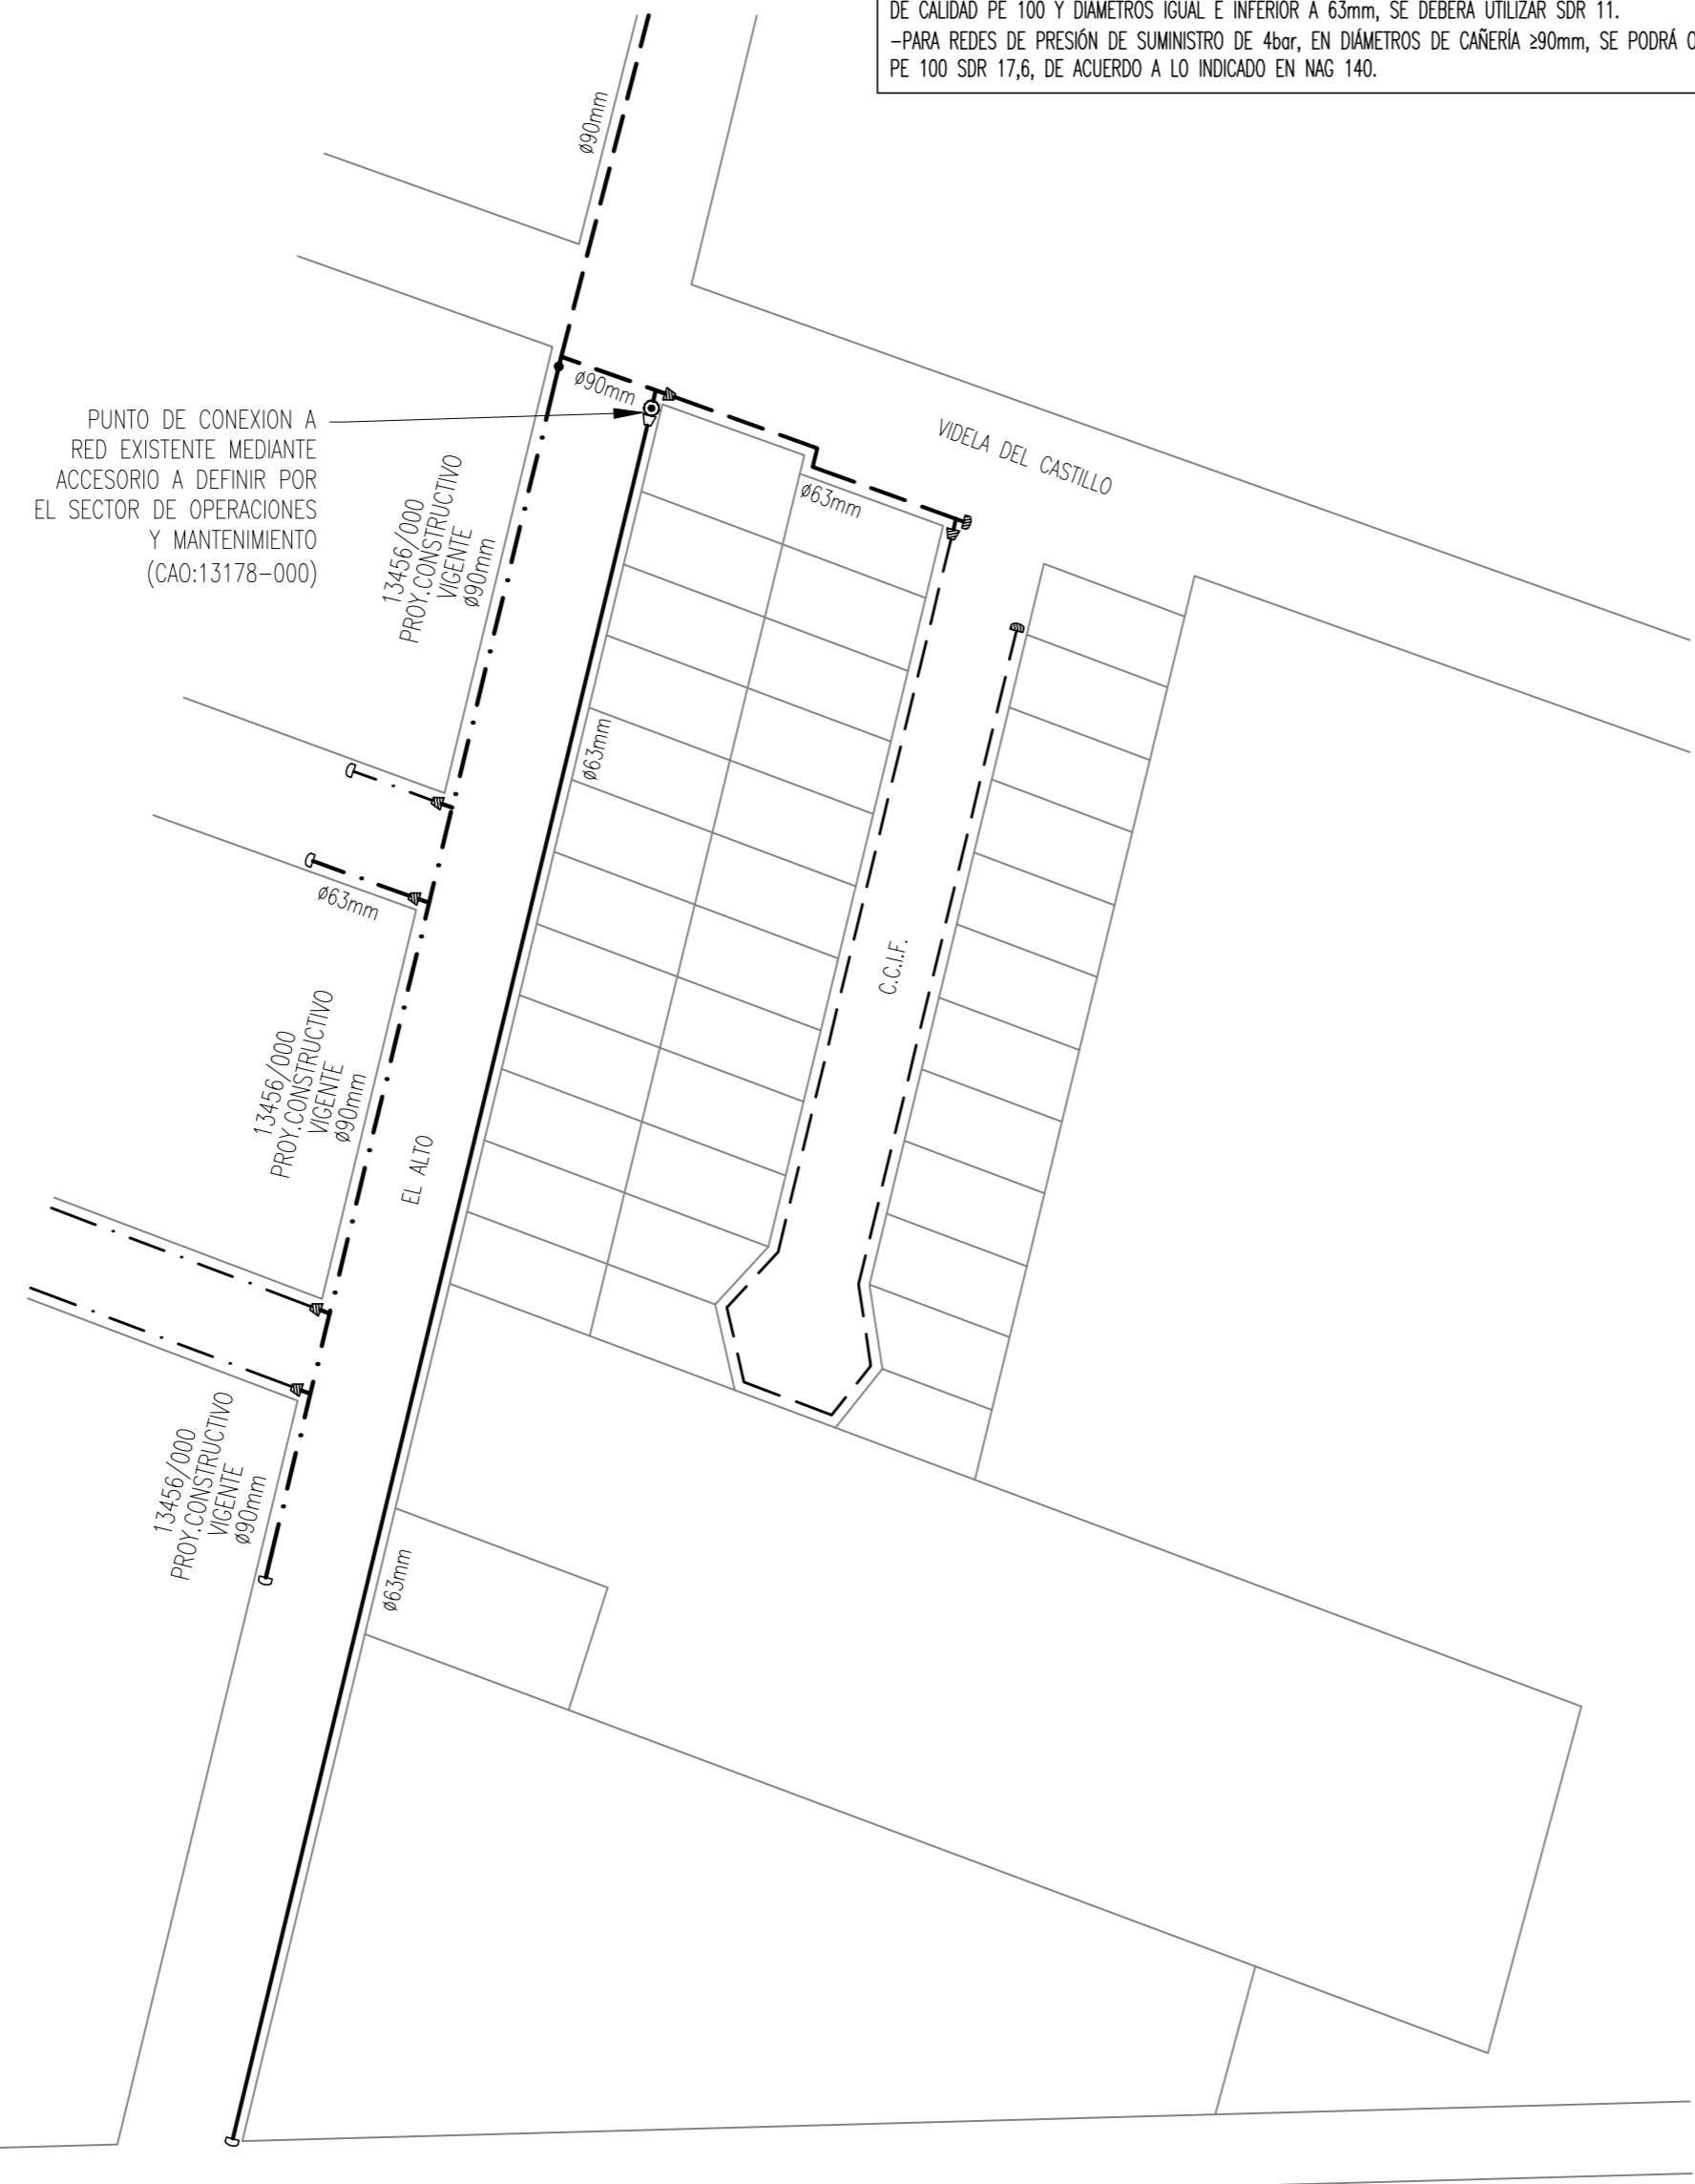 DE CALIDAD PE 100 Y DIAMETROS IGUAL E INFERIOR A 63mm, SE DEBERA UTILIZAR SDR 11.
-PARA REDES DE PRESIÓN DE SUMINISTRO DE 4bar, EN DIÁMETROS DE CAÑERÍA ≥90mm, SE PODRÁ
PE 100 SDR 17,6, DE ACUERDO A LO INDICADO EN NAG 140.
ø90mm
ø90mm
PUNTO DE CONEXION A
RED EXISTENTE MEDIANTE
ACCESORIO A DEFINIR POR
EL SECTOR DE OPERACIONES
Y MANTENIMIENTO
(CAO:13178-000)
VIDELA DEL CASTILLO
ø63mm
13456/000
PROY.CONSTRUCTIVO
VIGENTE
ø90mm
ø63mm
ø63mm
C.C.I.F.
13456/000
PROY.CONSTRUCTIVO
VIGENTE
ø90mm
EL ALTO
13456/000
PROY.CONSTRUCTIVO
VIGENTE
ø90mm
ø63mm